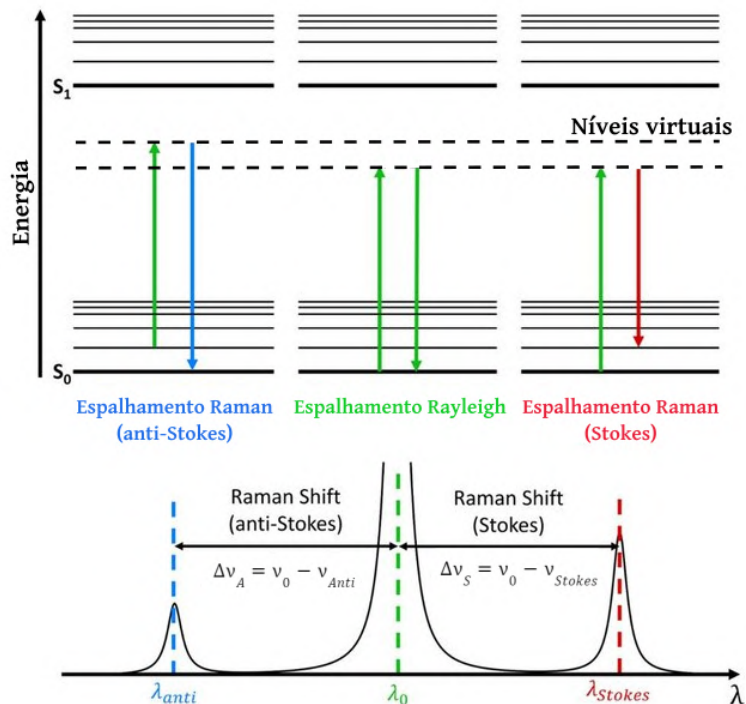 Energia
S₁
Níveis virtuais
S₀
Espalhamento Raman
(anti-Stokes)
Espalhamento Rayleigh
Espalhamento Raman
(Stokes)
Raman Shift
(anti-Stokes)
Raman Shift
(Stokes)
Δν_A = ν_0 − ν_Anti
Δν_S = ν_0 − ν_Stokes
λ_anti
λ_0
λ_Stokes
λ